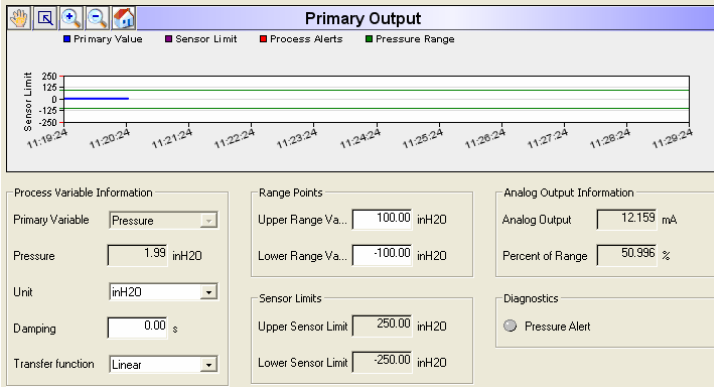 Primary Output
Primary Value Sensor Limit Process Alerts Pressure Range
Sensor Limit
250
125
0
-125
-250
11:19:24 11:20:24 11:21:24 11:22:24 11:23:24 11:24:24 11:25:24 11:26:24 11:27:24 11:28:24 11:29:24
Process Variable Information
Primary Variable Pressure
Pressure 1.99 inH2O
Unit inH2O
Damping 0.00 s
Transfer function Linear
Range Points
Upper Range Va... 100.00 inH2O
Lower Range Va... -100.00 inH2O
Sensor Limits
Upper Sensor Limit 250.00 inH2O
Lower Sensor Limit -250.00 inH2O
Analog Output Information
Analog Output 12.159 mA
Percent of Range 50.996 %
Diagnostics
Pressure Alert